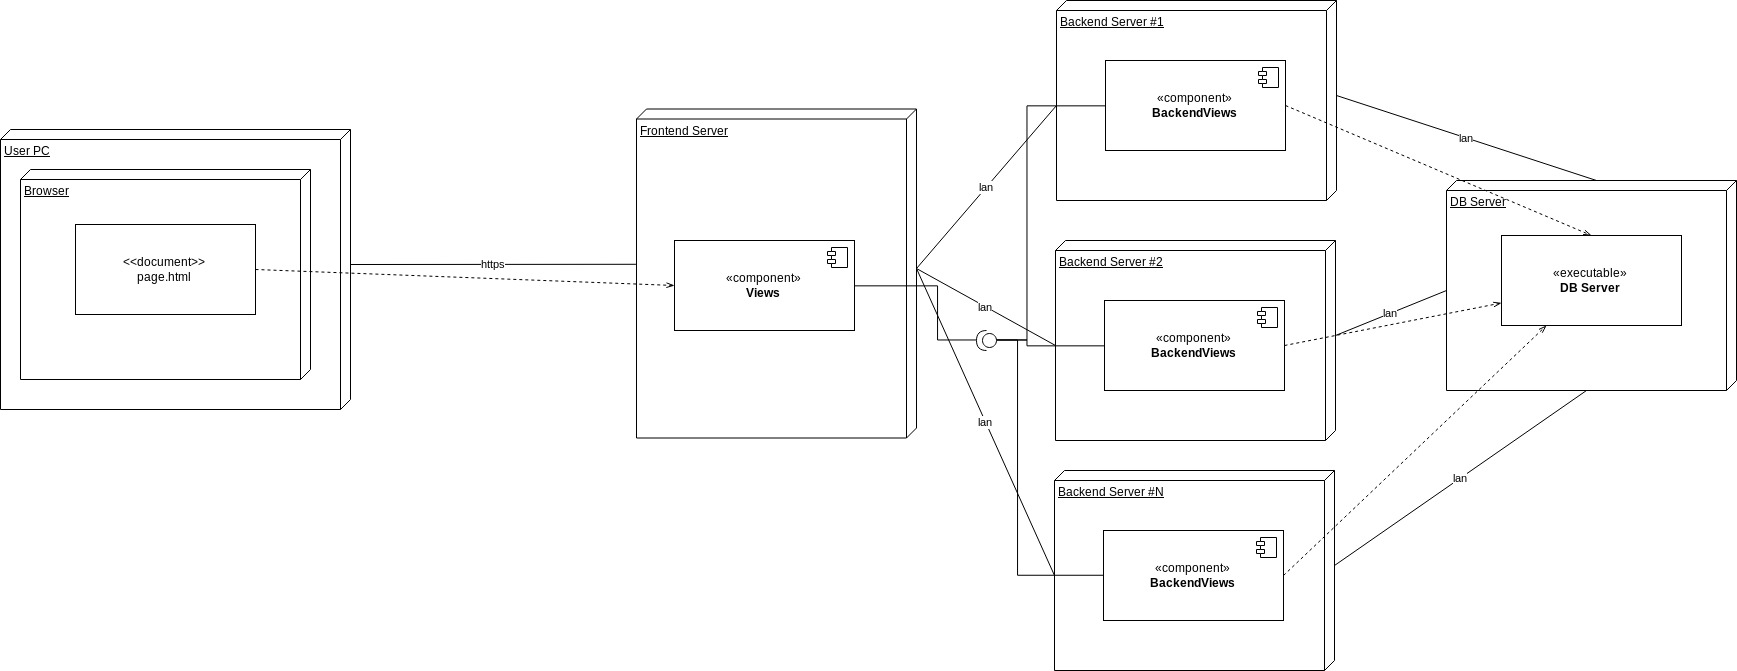 User PC
Browser
<<document>>
page.html
https
Frontend Server
«component»
Views
lan
lan
lan
Backend Server #1
«component»
BackendViews
Backend Server #2
«component»
BackendViews
Backend Server #N
«component»
BackendViews
lan
lan
lan
DB Server
«executable»
DB Server